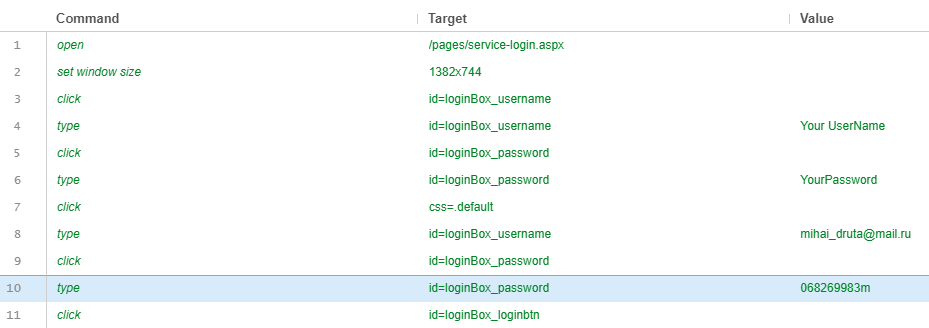 Command Target Value
1 open /pages/service-login.aspx
2 set window size 1382x744
3 click id=loginBox_username
4 type id=loginBox_username Your UserName
5 click id=loginBox_password
6 type id=loginBox_password YourPassword
7 click css=.default
8 type id=loginBox_username mihai_druta@mail.ru
9 click id=loginBox_password
10 type id=loginBox_password 068269983m
11 click id=loginBox_loginbtn